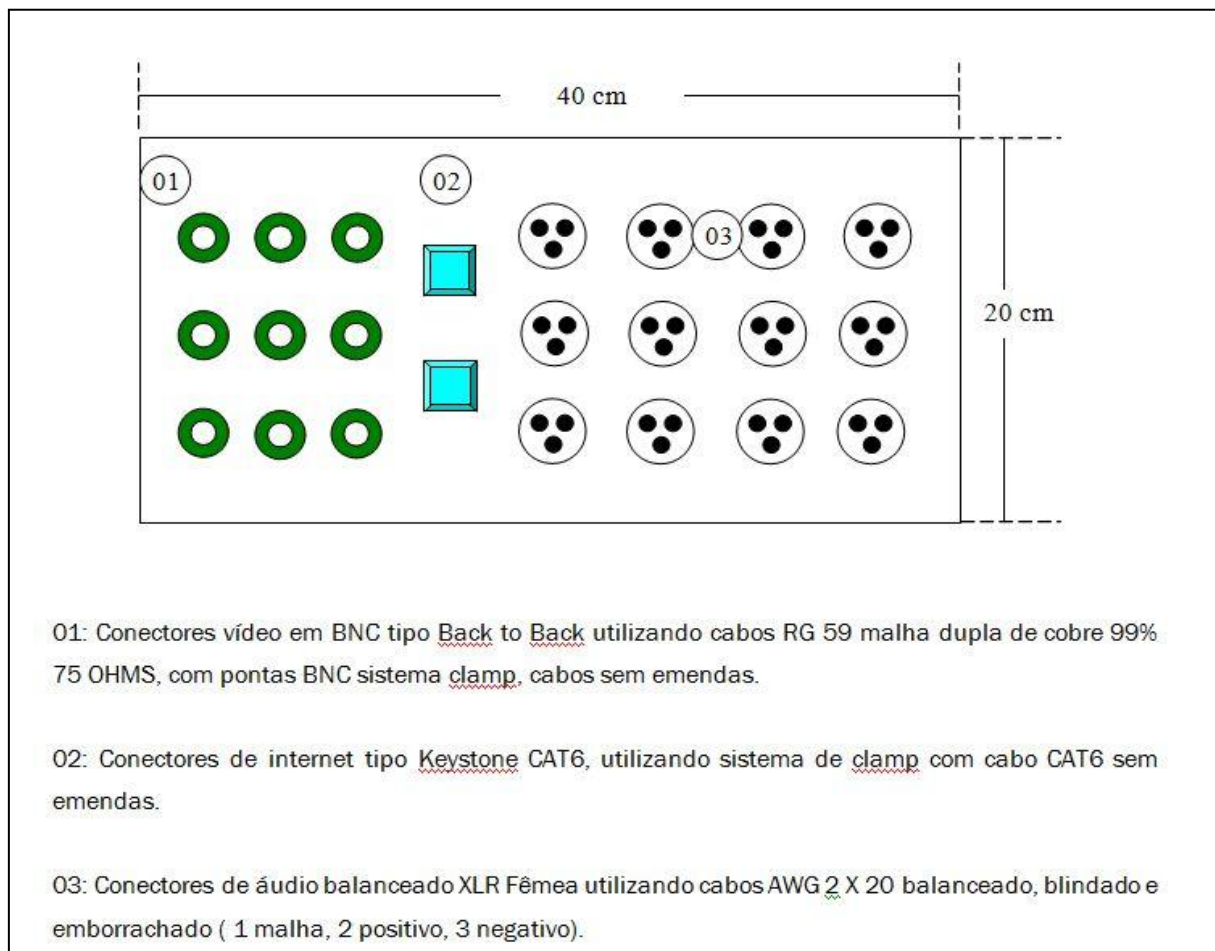 40 cm
01
02
03
20 cm
01: Conectores vídeo em BNC tipo Back to Back utilizando cabos RG 59 malha dupla de cobre 99%
75 OHMS, com pontas BNC sistema clamp, cabos sem emendas.
02: Conectores de internet tipo Keystone CAT6, utilizando sistema de clamp com cabo CAT6 sem
emendas.
03: Conectores de áudio balanceado XLR Fêmea utilizando cabos AWG 2 X 20 balanceado, blindado e
emborrachado ( 1 malha, 2 positivo, 3 negativo).